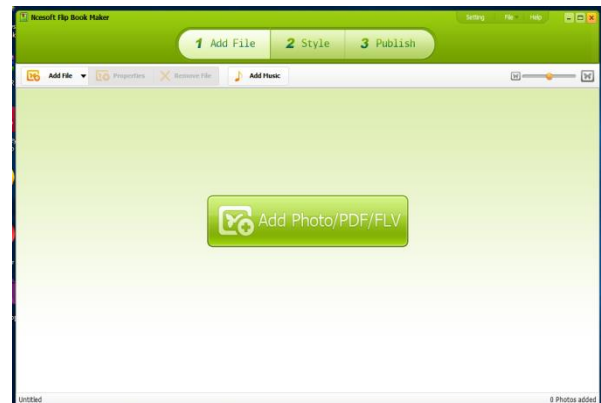 Ncesoft Flip Book Maker
Setting File Help
1 Add File 2 Style 3 Publish
Add File Properties Remove File Add Music
Add Photo/PDF/FLV
Untitled 0 Photos added